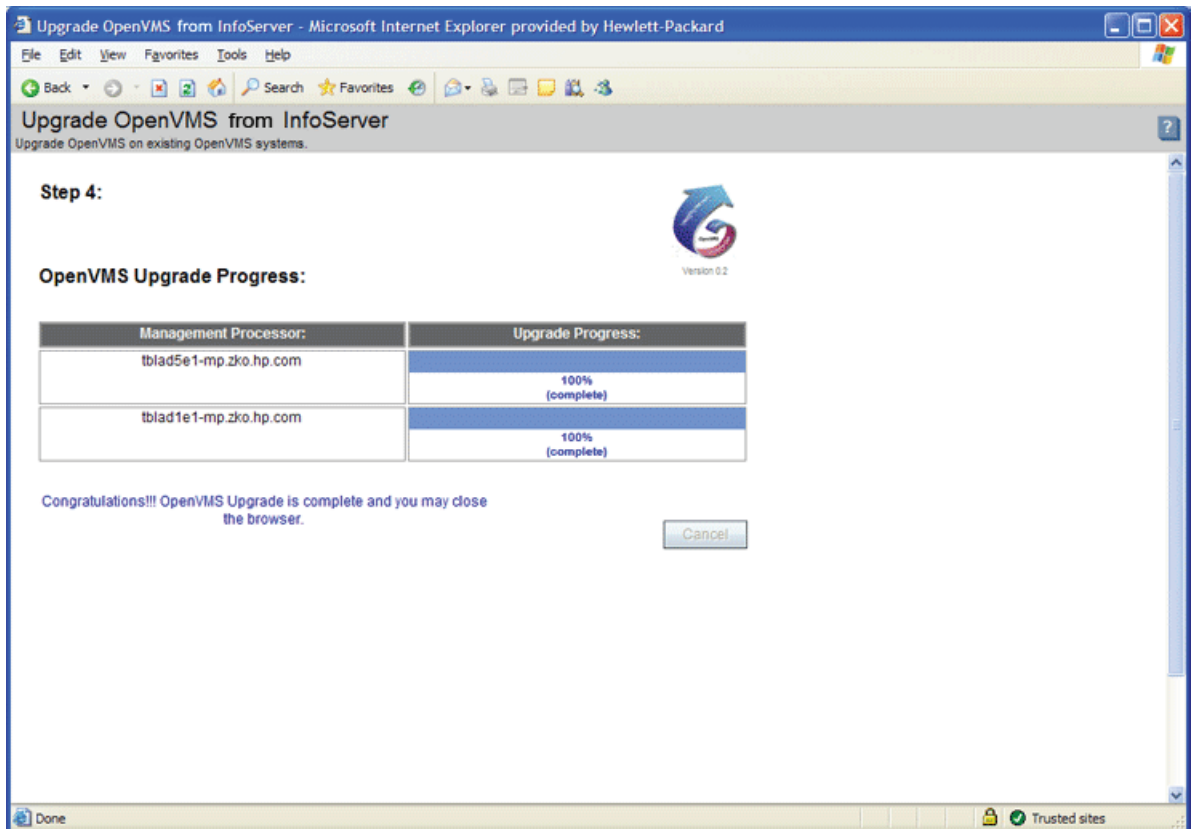 Upgrade OpenVMS from InfoServer - Microsoft Internet Explorer provided by Hewlett-Packard
File Edit View Favorites Tools Help
Back Search Favorites
Upgrade OpenVMS from InfoServer
?
Upgrade OpenVMS on existing OpenVMS systems.
Step 4:
OpenVMS
Version 0.2
OpenVMS Upgrade Progress:
Management Processor: Upgrade Progress:
tblad5e1-mp.zko.hp.com
100%
(complete)
tblad1e1-mp.zko.hp.com
100%
(complete)
Congratulations!!! OpenVMS Upgrade is complete and you may close
the browser.
Cancel
Done Trusted sites